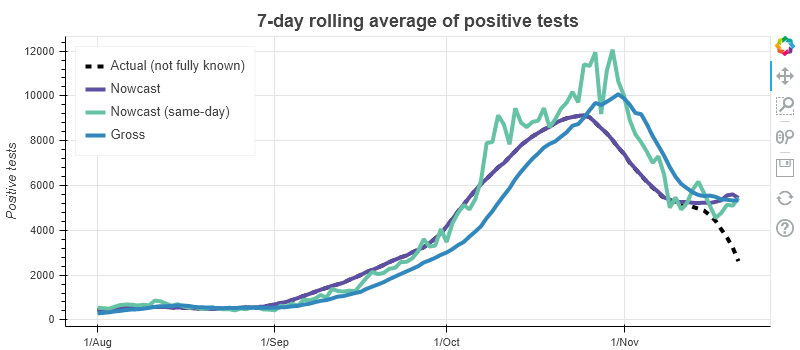 7-day rolling average of positive tests
Actual (not fully known)
Nowcast
Nowcast (same-day)
Gross
Positive tests
12000
10000
8000
6000
4000
2000
0
1/Aug
1/Sep
1/Oct
1/Nov